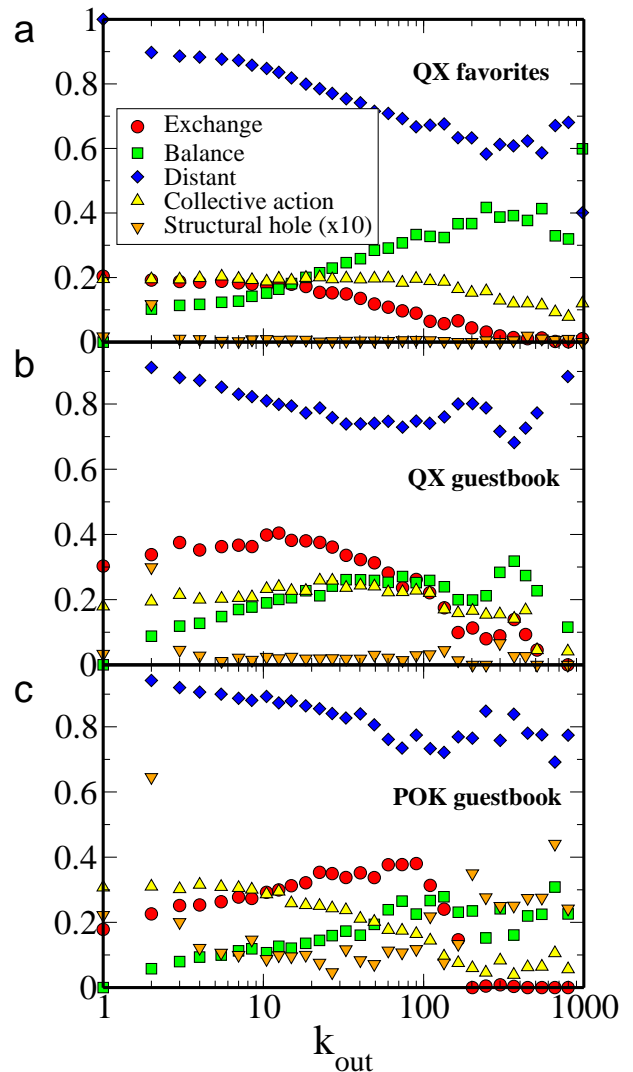 a
1
0.8
0.6
0.4
0.2
0
QX favorites
Exchange
Balance
Distant
Collective action
Structural hole (x10)
b
0.8
0.6
0.4
0.2
0
QX guestbook
c
0.8
0.6
0.4
0.2
0
POK guestbook
1 10 100 1000
k_out